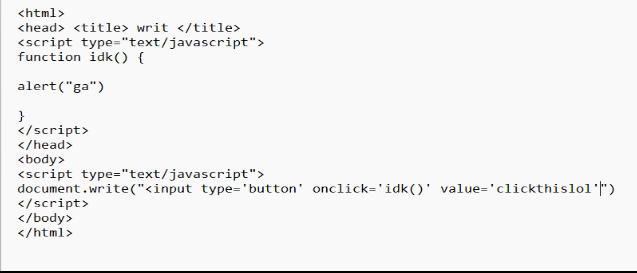 <html>
<head> <title> writ </title>
<script type="text/javascript">
function idk() {
alert("ga")
}
</script>
</head>
<body>
<script type="text/javascript">
document.write("<input type='button' onclick='idk()' value='clickthislol'")
</script>
</body>
</html>